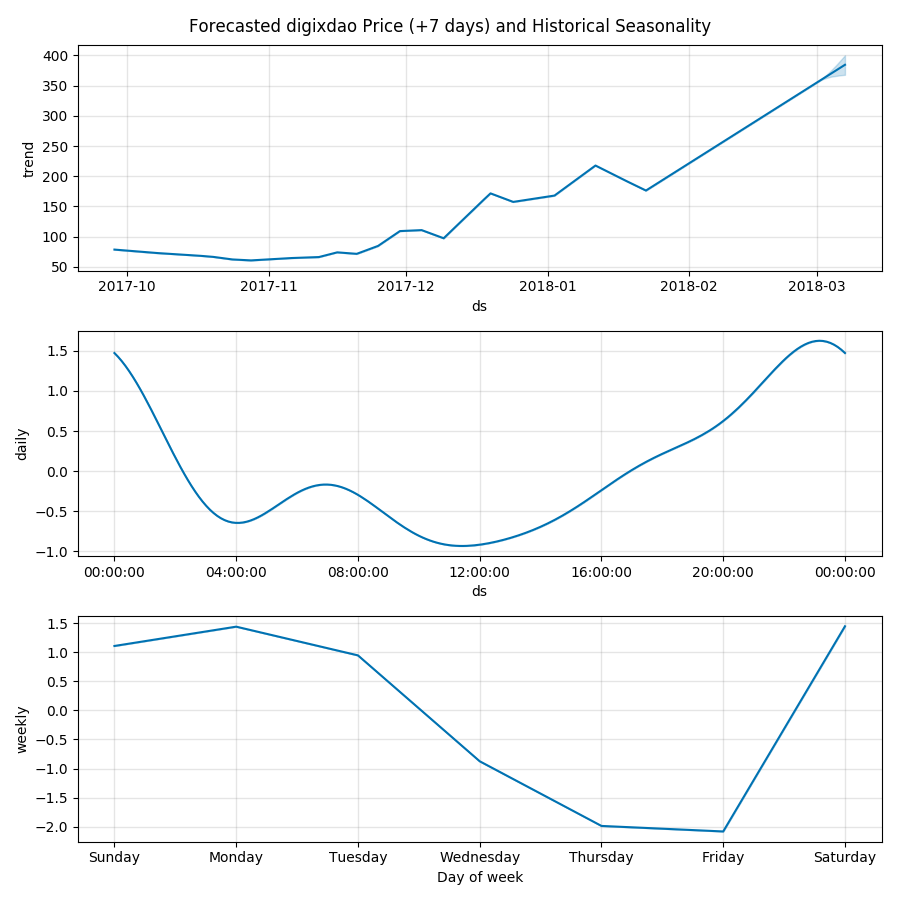 Forecasted digixdao Price (+7 days) and Historical Seasonality
400
350
300
250
200
150
100
50
trend
2017-10 2017-11 2017-12 2018-01 2018-02 2018-03
ds
1.5
1.0
0.5
0.0
−0.5
−1.0
daily
00:00:00 04:00:00 08:00:00 12:00:00 16:00:00 20:00:00 00:00:00
ds
1.5
1.0
0.5
0.0
−0.5
−1.0
−1.5
−2.0
weekly
Sunday Monday Tuesday Wednesday Thursday Friday Saturday
Day of week